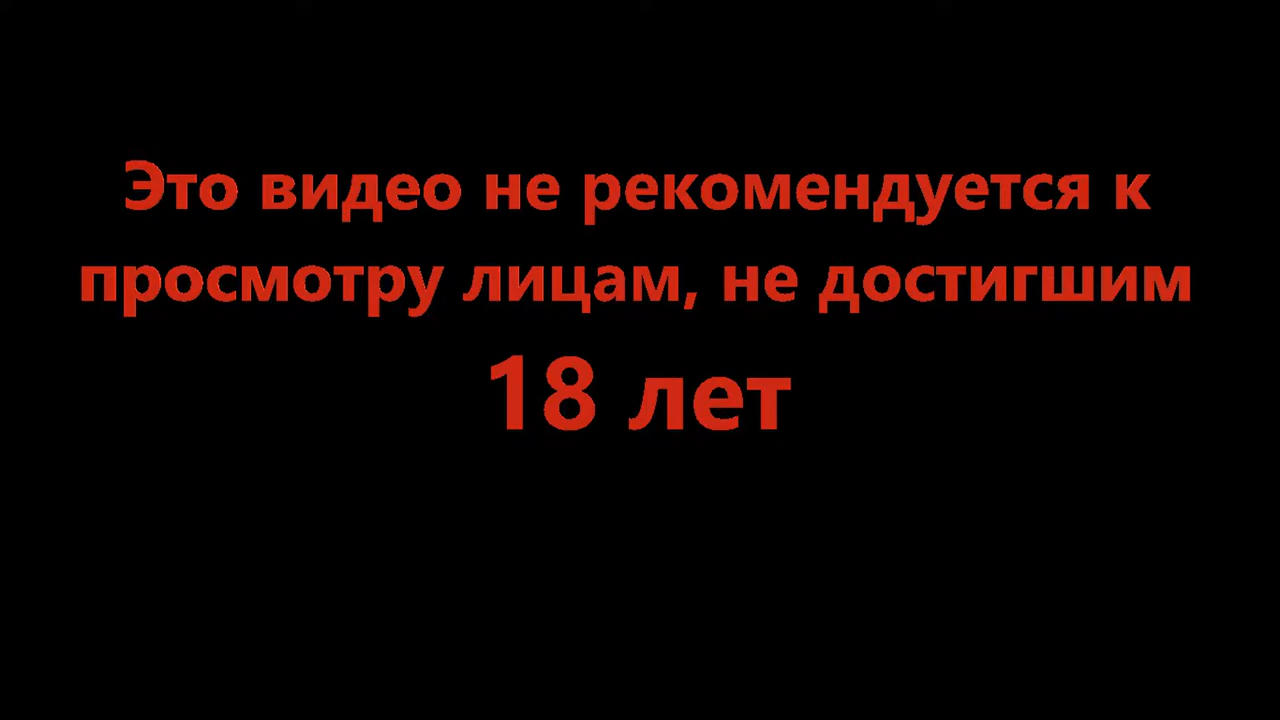 Это видео не рекомендуется к
просмотру лицам, не достигшим
18 лет